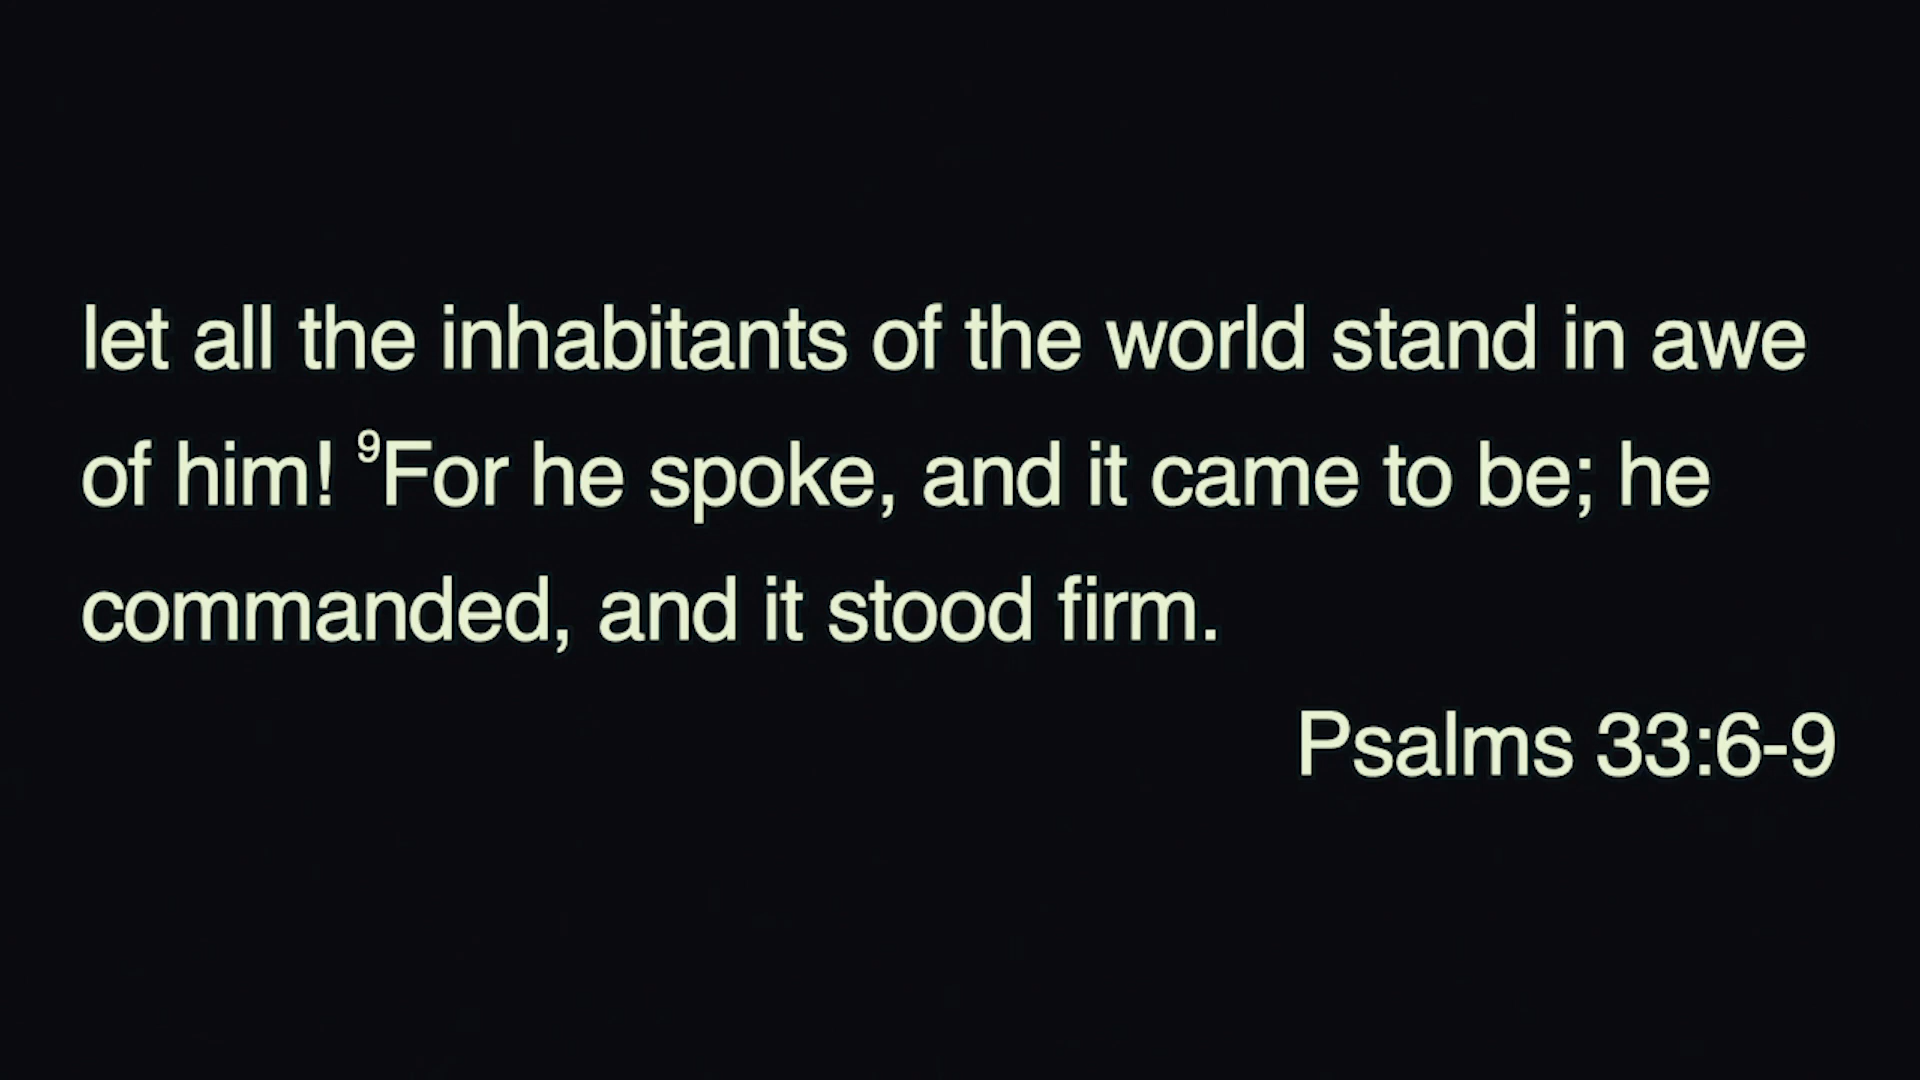 let all the inhabitants of the world stand in awe
of him! ⁹For he spoke, and it came to be; he
commanded, and it stood firm.
Psalms 33:6-9